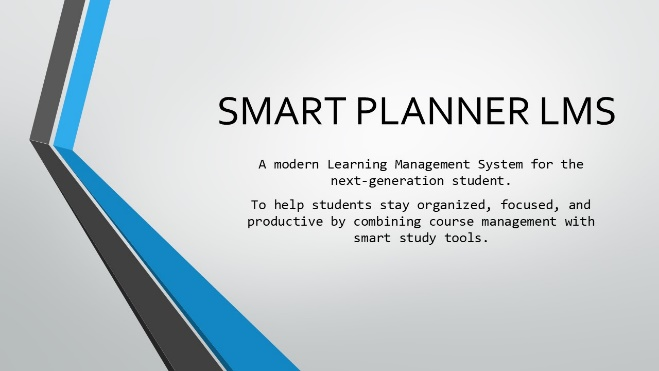 SMART PLANNER LMS
A modern Learning Management System for the
next-generation student.
To help students stay organized, focused, and
productive by combining course management with
smart study tools.